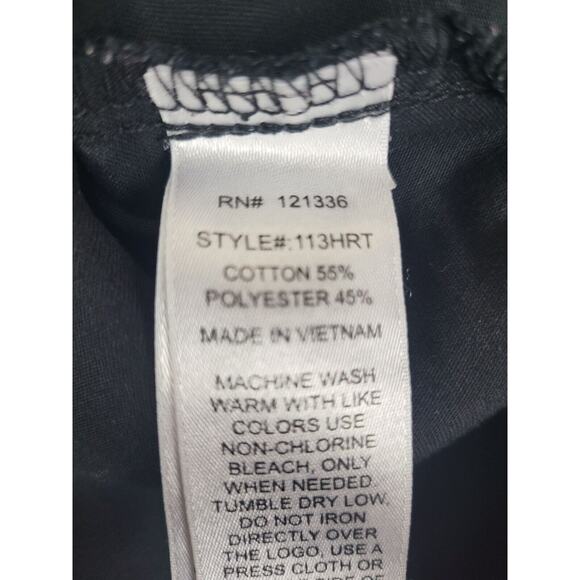 RN# 121336
STYLE#:113HRT
COTTON 55%
POLYESTER 45%
MADE IN VIETNAM
MACHINE WASH
WARM WITH LIKE
COLORS USE
NON-CHLORINE
BLEACH, ONLY
WHEN NEEDED.
TUMBLE DRY LOW,
DO NOT IRON
DIRECTLY OVER
THE LOGO, USE A
PRESS CLOTH OR
SIDE OF